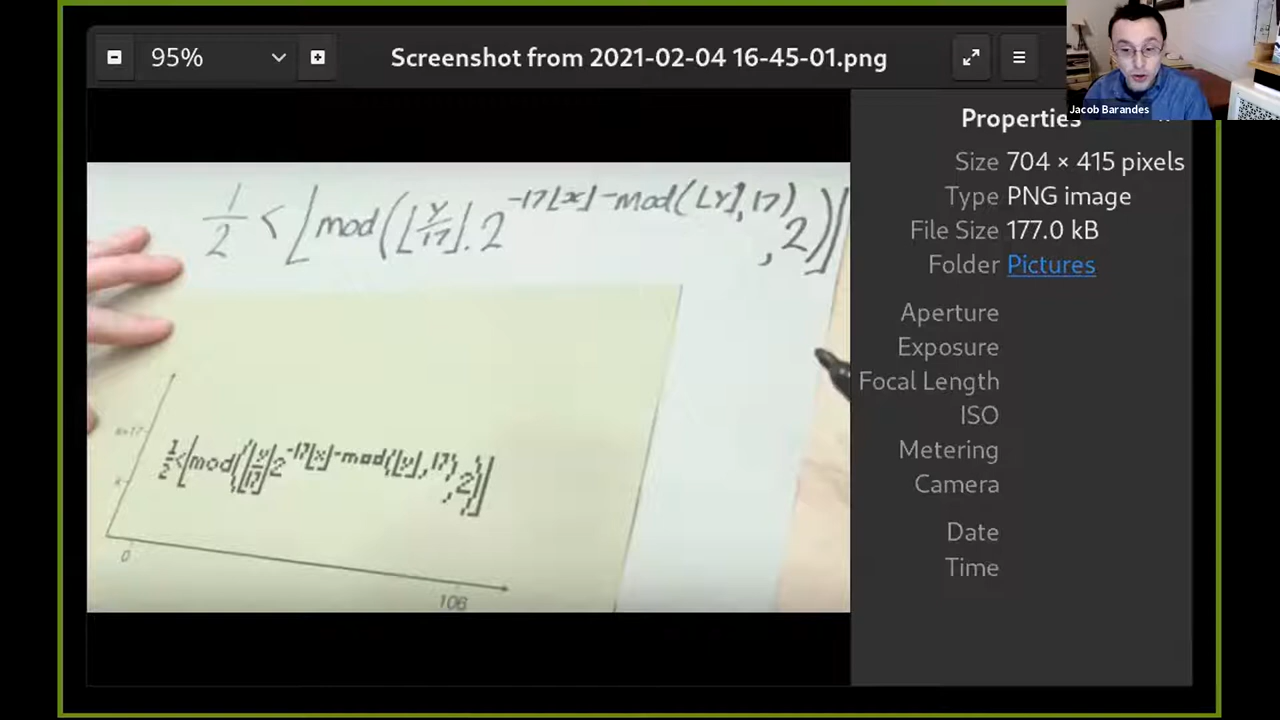 95%
Screenshot from 2021-02-04 16-45-01.png
Jacob Barandes
Properties
Size 704 × 415 pixels
Type PNG image
File Size 177.0 kB
Folder Pictures
Aperture
Exposure
Focal Length
ISO
Metering
Camera
Date
Time
1/2 < ⌊mod(⌊y/17⌋·2^(-17⌊x⌋-mod(⌊y⌋,17)),2)⌋
k+17
k
1/2<⌊mod(⌊y/17⌋2^(-17⌊x⌋-mod(⌊y⌋,17)),2)⌋
0
106